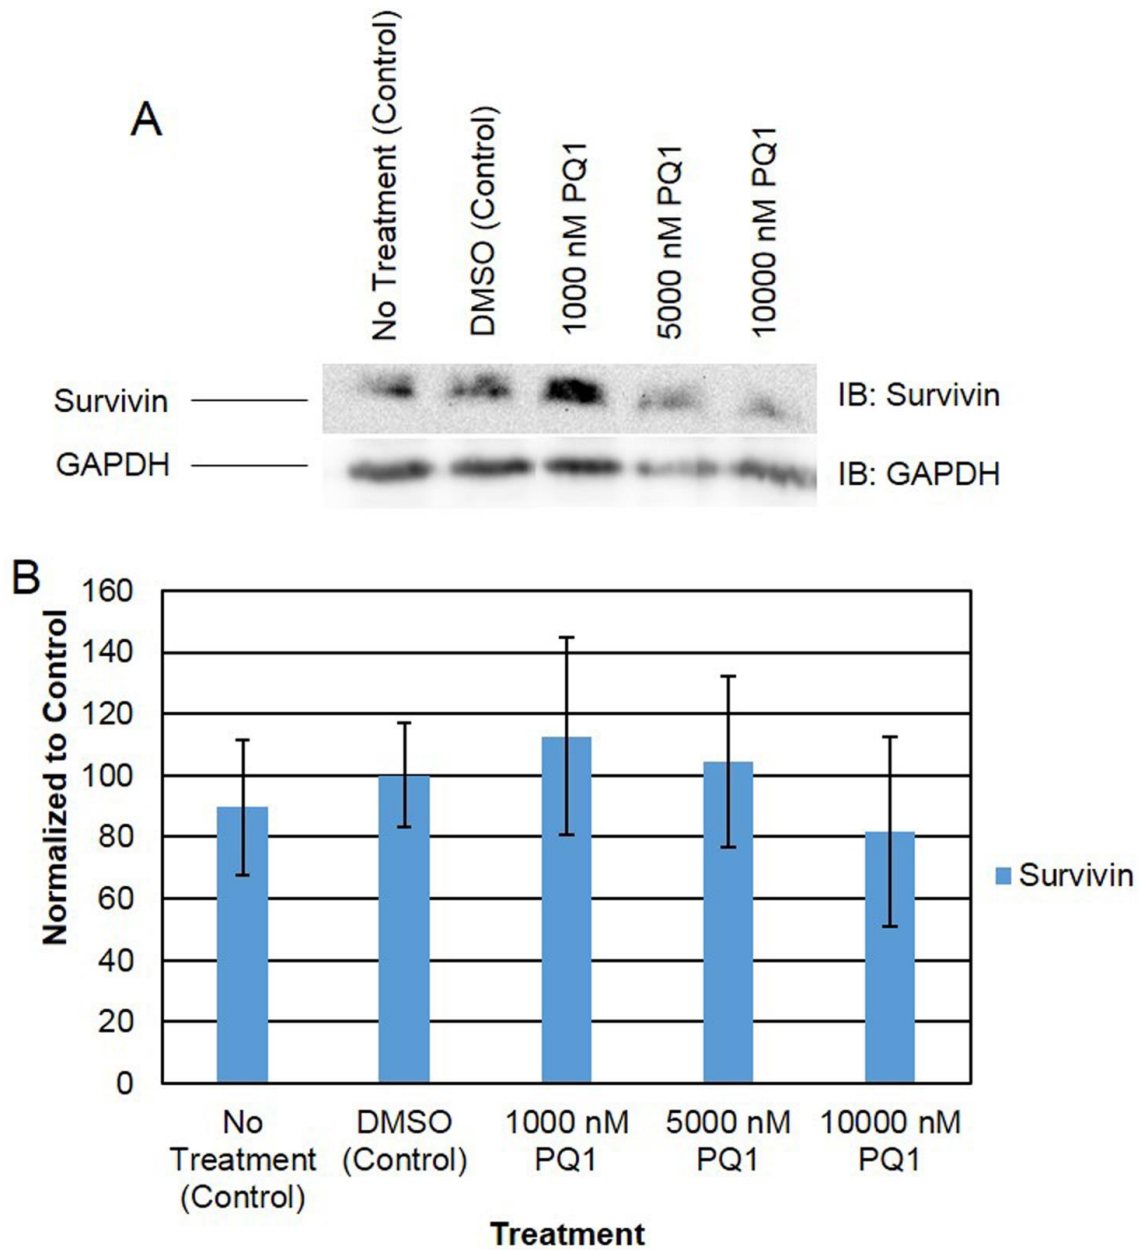 A
No Treatment (Control)
DMSO (Control)
1000 nM PQ1
5000 nM PQ1
10000 nM PQ1
Survivin
IB: Survivin
GAPDH
IB: GAPDH
B
Normalized to Control
160
140
120
100
80
60
40
20
0
Survivin
No
Treatment
(Control)
DMSO
(Control)
1000 nM
PQ1
5000 nM
PQ1
10000 nM
PQ1
Treatment